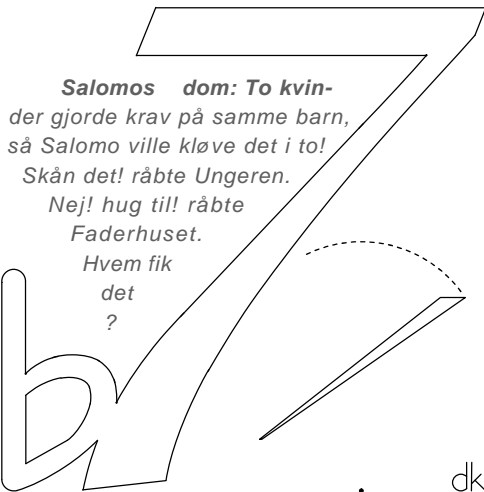 Salomos dom: To kvin-
der gjorde krav på samme barn,
så Salomo ville kløve det i to!
Skån det! råbte Ungeren.
Nej! hug til! råbte
Faderhuset.
Hvem fik
det
?
b7
dk